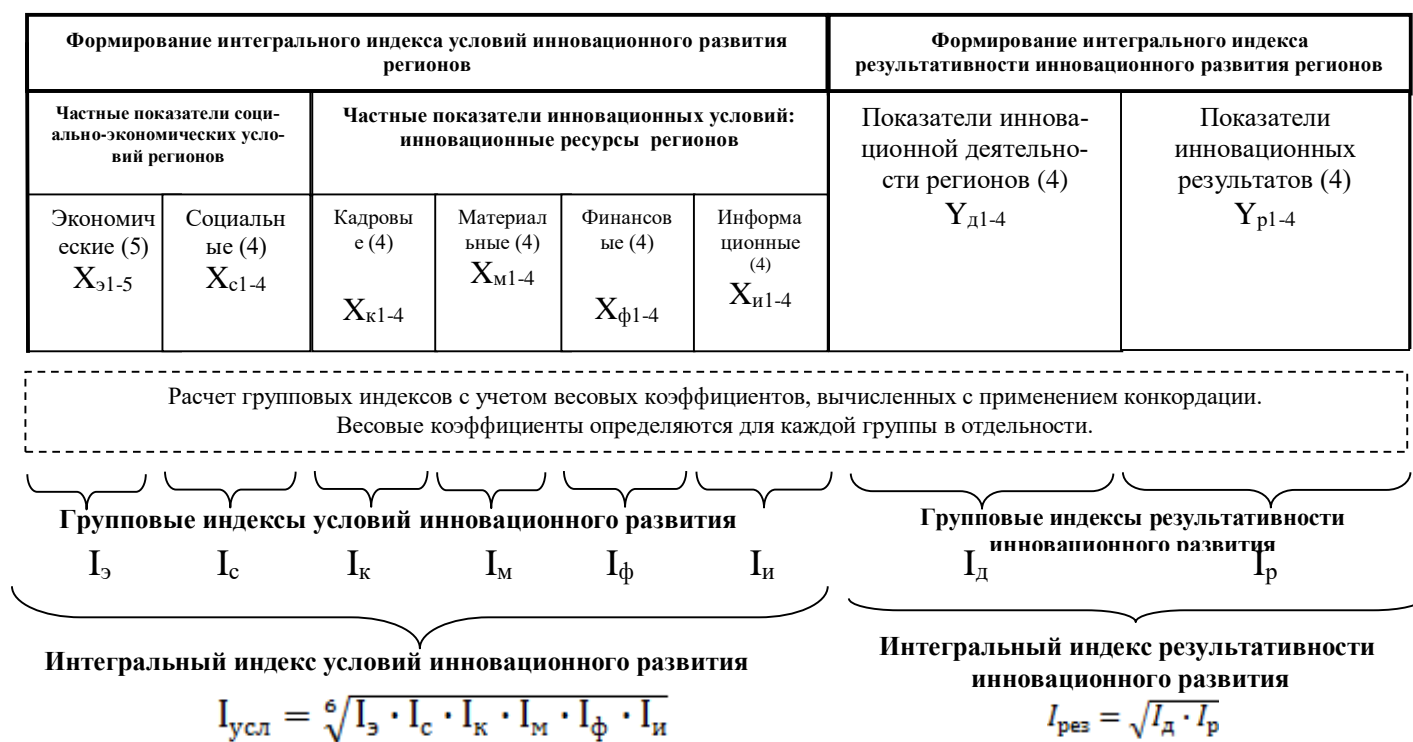 Формирование интегрального индекса условий инновационного развития
регионов
Формирование интегрального индекса
результативности инновационного развития регионов
Частные показатели соци-
ально-экономических усло-
вий регионов
Частные показатели инновационных условий:
инновационные ресурсы регионов
Показатели иннова-
ционной деятельно-
сти регионов (4)
Yд1-4
Показатели
инновационных
результатов (4)
Yр1-4
Экономич
еские (5)
Xэ1-5
Социальн
ые (4)
Xс1-4
Кадровы
е (4)
Xк1-4
Материал
ьные (4)
Xм1-4
Финансов
ые (4)
Xф1-4
Информа
ционные
(4)
Xи1-4
Расчет групповых индексов с учетом весовых коэффициентов, вычисленных с применением конкордации.
Весовые коэффициенты определяются для каждой группы в отдельности.
Групповые индексы условий инновационного развития
Групповые индексы результативности
инновационного развития
Iэ Iс Iк Iм Iф Iи Iд Iр
Интегральный индекс условий инновационного развития
Iусл = ⁶√(Iэ · Iс · Iк · Iм · Iф · Iи)
Интегральный индекс результативности
инновационного развития
Iрез = √(Iд · Iр)